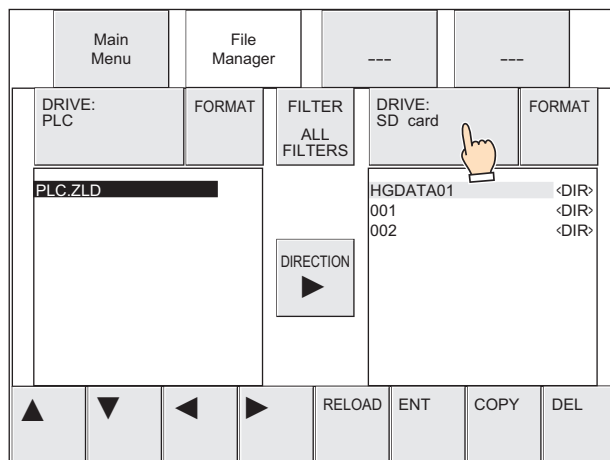 Main
Menu
File
Manager
---
---
DRIVE:
PLC
FORMAT
FILTER
ALL
FILTERS
DRIVE:
SD card
FORMAT
PLC.ZLD
HGDATA01 <DIR>
001 <DIR>
002 <DIR>
DIRECTION
RELOAD
ENT
COPY
DEL